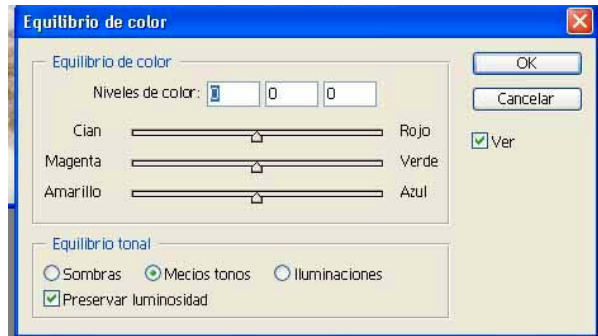 Equilibrio de color
Equilibrio de color
OK
Niveles de color: 0 0 0
Cancelar
Cian Rojo
Ver
Magenta Verde
Amarillo Azul
Equilibrio tonal
Sombras Mecios tonos Iluminaciones
Preservar luminosidad